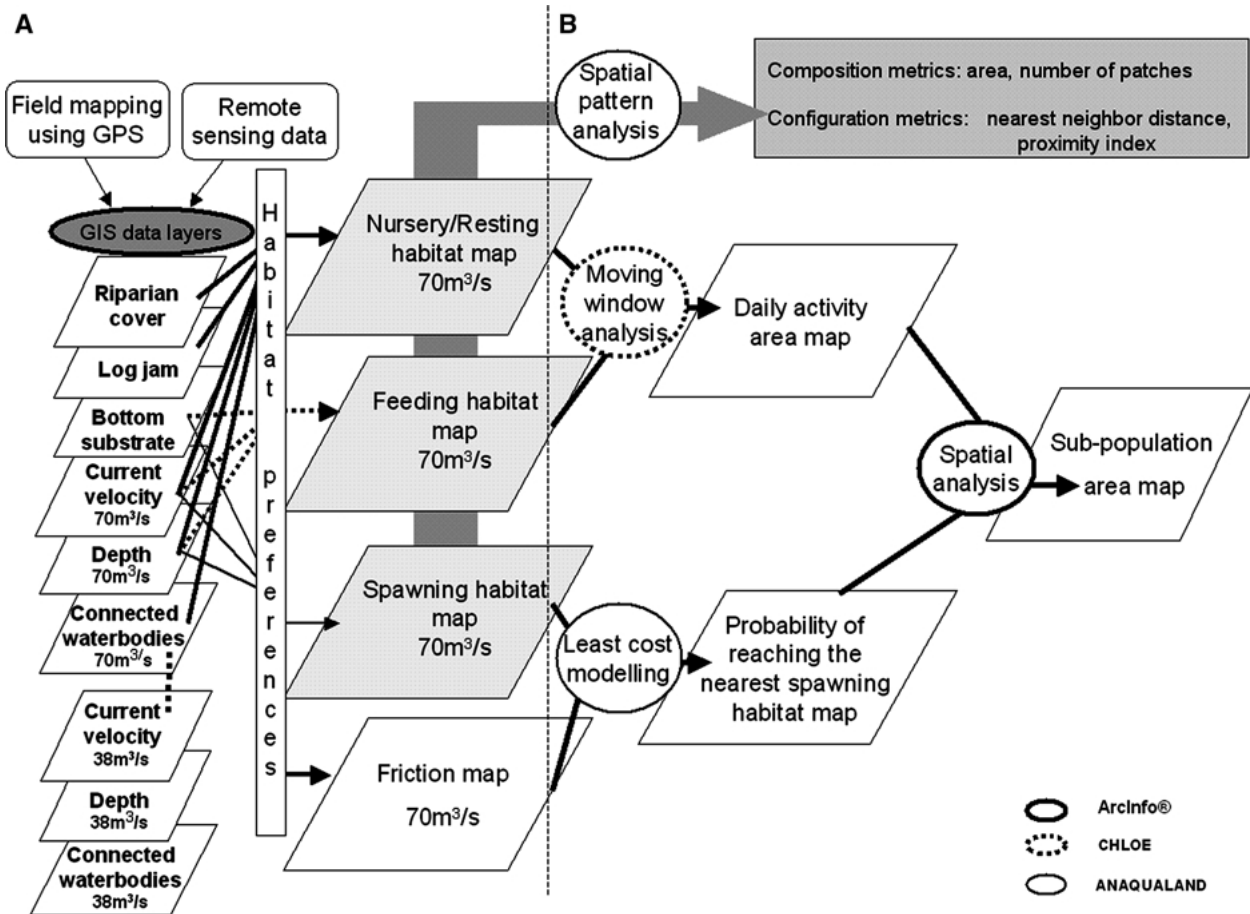 A
B
Field mapping
using GPS
Remote
sensing data
GIS data layers
Riparian
cover
Log jam
Bottom
substrate
Current
velocity
70m³/s
Depth
70m³/s
Connected
waterbodies
70m³/s
Current
velocity
38m³/s
Depth
38m³/s
Connected
waterbodies
38m³/s
Habitat preferences
Nursery/Resting
habitat map
70m³/s
Feeding habitat
map
70m³/s
Spawning habitat
map
70m³/s
Friction map
70m³/s
Spatial
pattern
analysis
Composition metrics: area, number of patches
Configuration metrics: nearest neighbor distance,
proximity index
Moving
window
analysis
Daily activity
area map
Least cost
modelling
Probability of
reaching the
nearest spawning
habitat map
Spatial
analysis
Sub-population
area map
ArcInfo®
CHLOE
ANAQUALAND